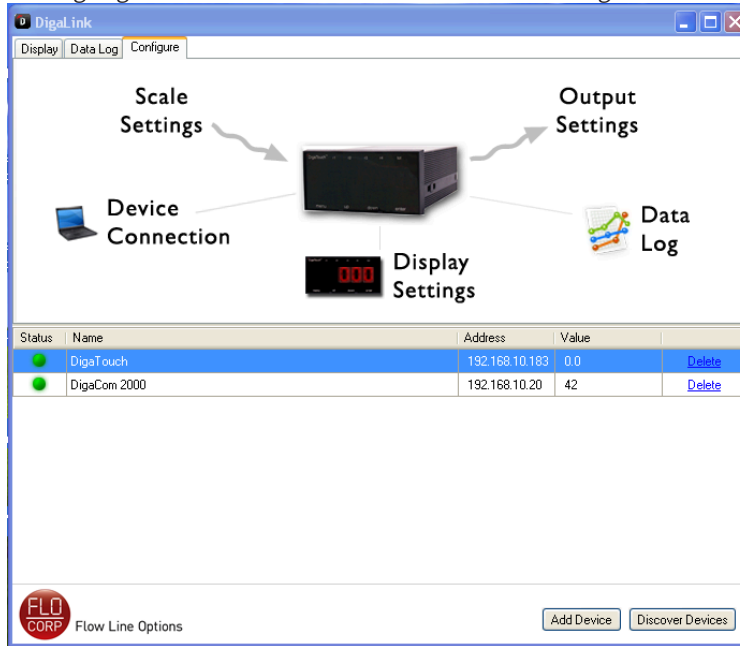 DigaLink
Display Data Log Configure
Scale
Settings
Output
Settings
Device
Connection
Data
Log
000
Display
Settings
Status Name Address Value
DigaTouch 192.168.10.183 0.0 Delete
DigaCom 2000 192.168.10.20 42 Delete
FLO
CORP
Flow Line Options
Add Device Discover Devices